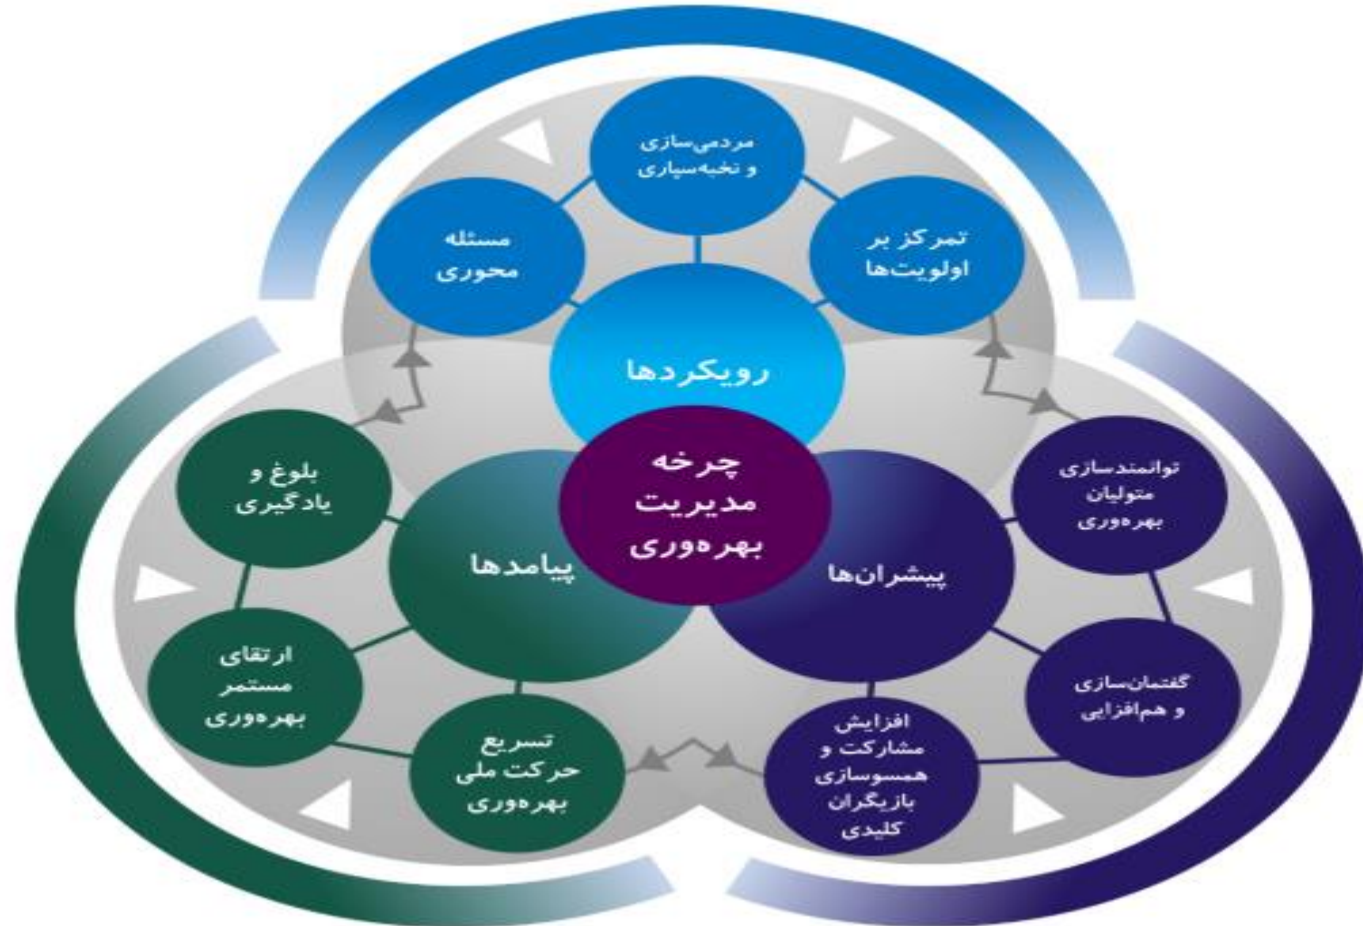 مردمی‌سازی
و نخبه‌سپاری
تمرکز بر
اولویت‌ها
مسئله
محوری
رویکردها
چرخه
مدیریت
بهره‌وری
توانمندسازی
متولیان
بهره‌وری
پیشران‌ها
گفتمان‌سازی
و هم‌افزایی
افزایش
مشارکت و
همسوسازی
بازیگران
کلیدی
بلوغ و
یادگیری
پیامدها
ارتقای
مستمر
بهره‌وری
تسریع
حرکت ملی
بهره‌وری